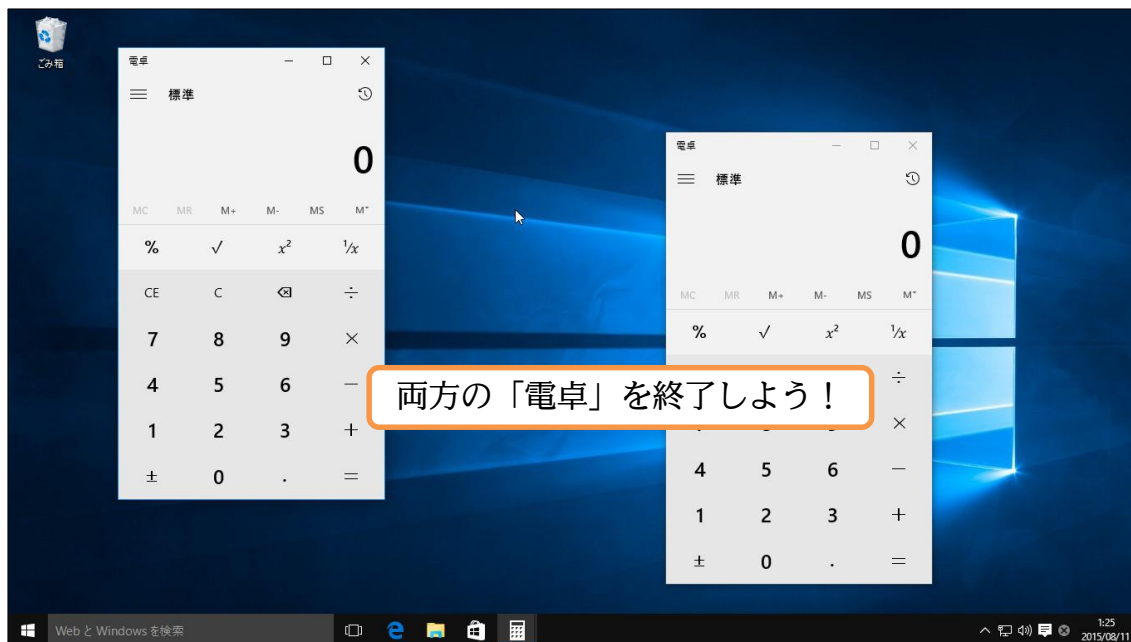 ごみ箱
電卓
標準
0
MC MR M+ M- MS M˅
% √ x² ¹/x
CE C ÷
7 8 9 ×
4 5 6 −
1 2 3 +
± 0 . =
電卓
標準
0
MC MR M+ M- MS M˅
% √ x² ¹/x
÷
×
4 5 6 −
1 2 3 +
± 0 . =
両方の「電卓」を終了しよう！
Web と Windows を検索
1:25
2015/08/11